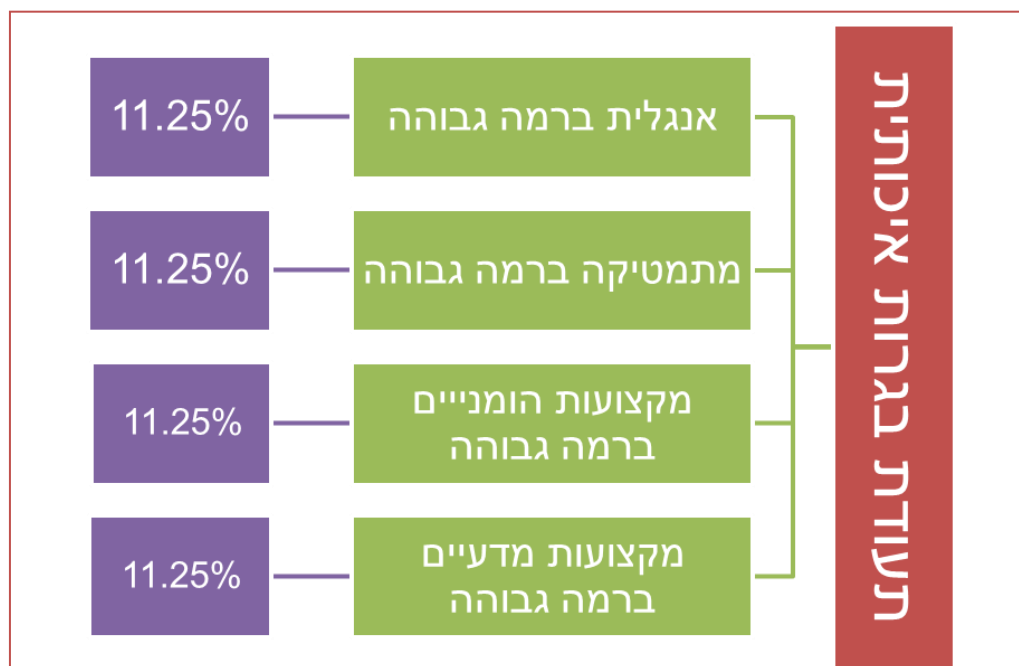 תעודת בגרות איכותית
אנגלית ברמה גבוהה
11.25%
מתמטיקה ברמה גבוהה
11.25%
מקצועות הומנייים
ברמה גבוהה
11.25%
מקצועות מדעיים
ברמה גבוהה
11.25%